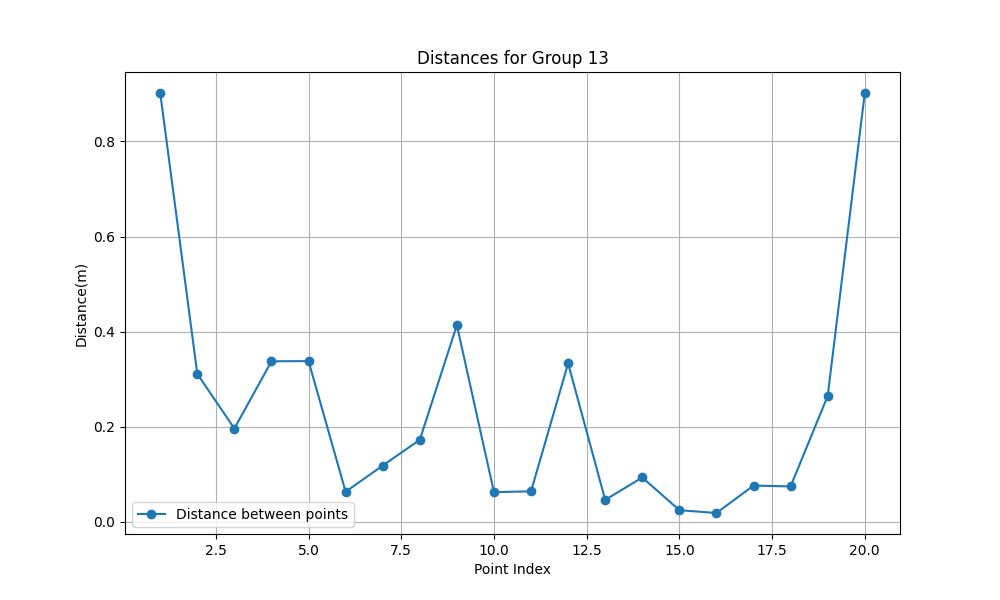 Distances for Group 13
Distance(m)
0.8
0.6
0.4
0.2
0.0
Distance between points
2.5 5.0 7.5 10.0 12.5 15.0 17.5 20.0
Point Index